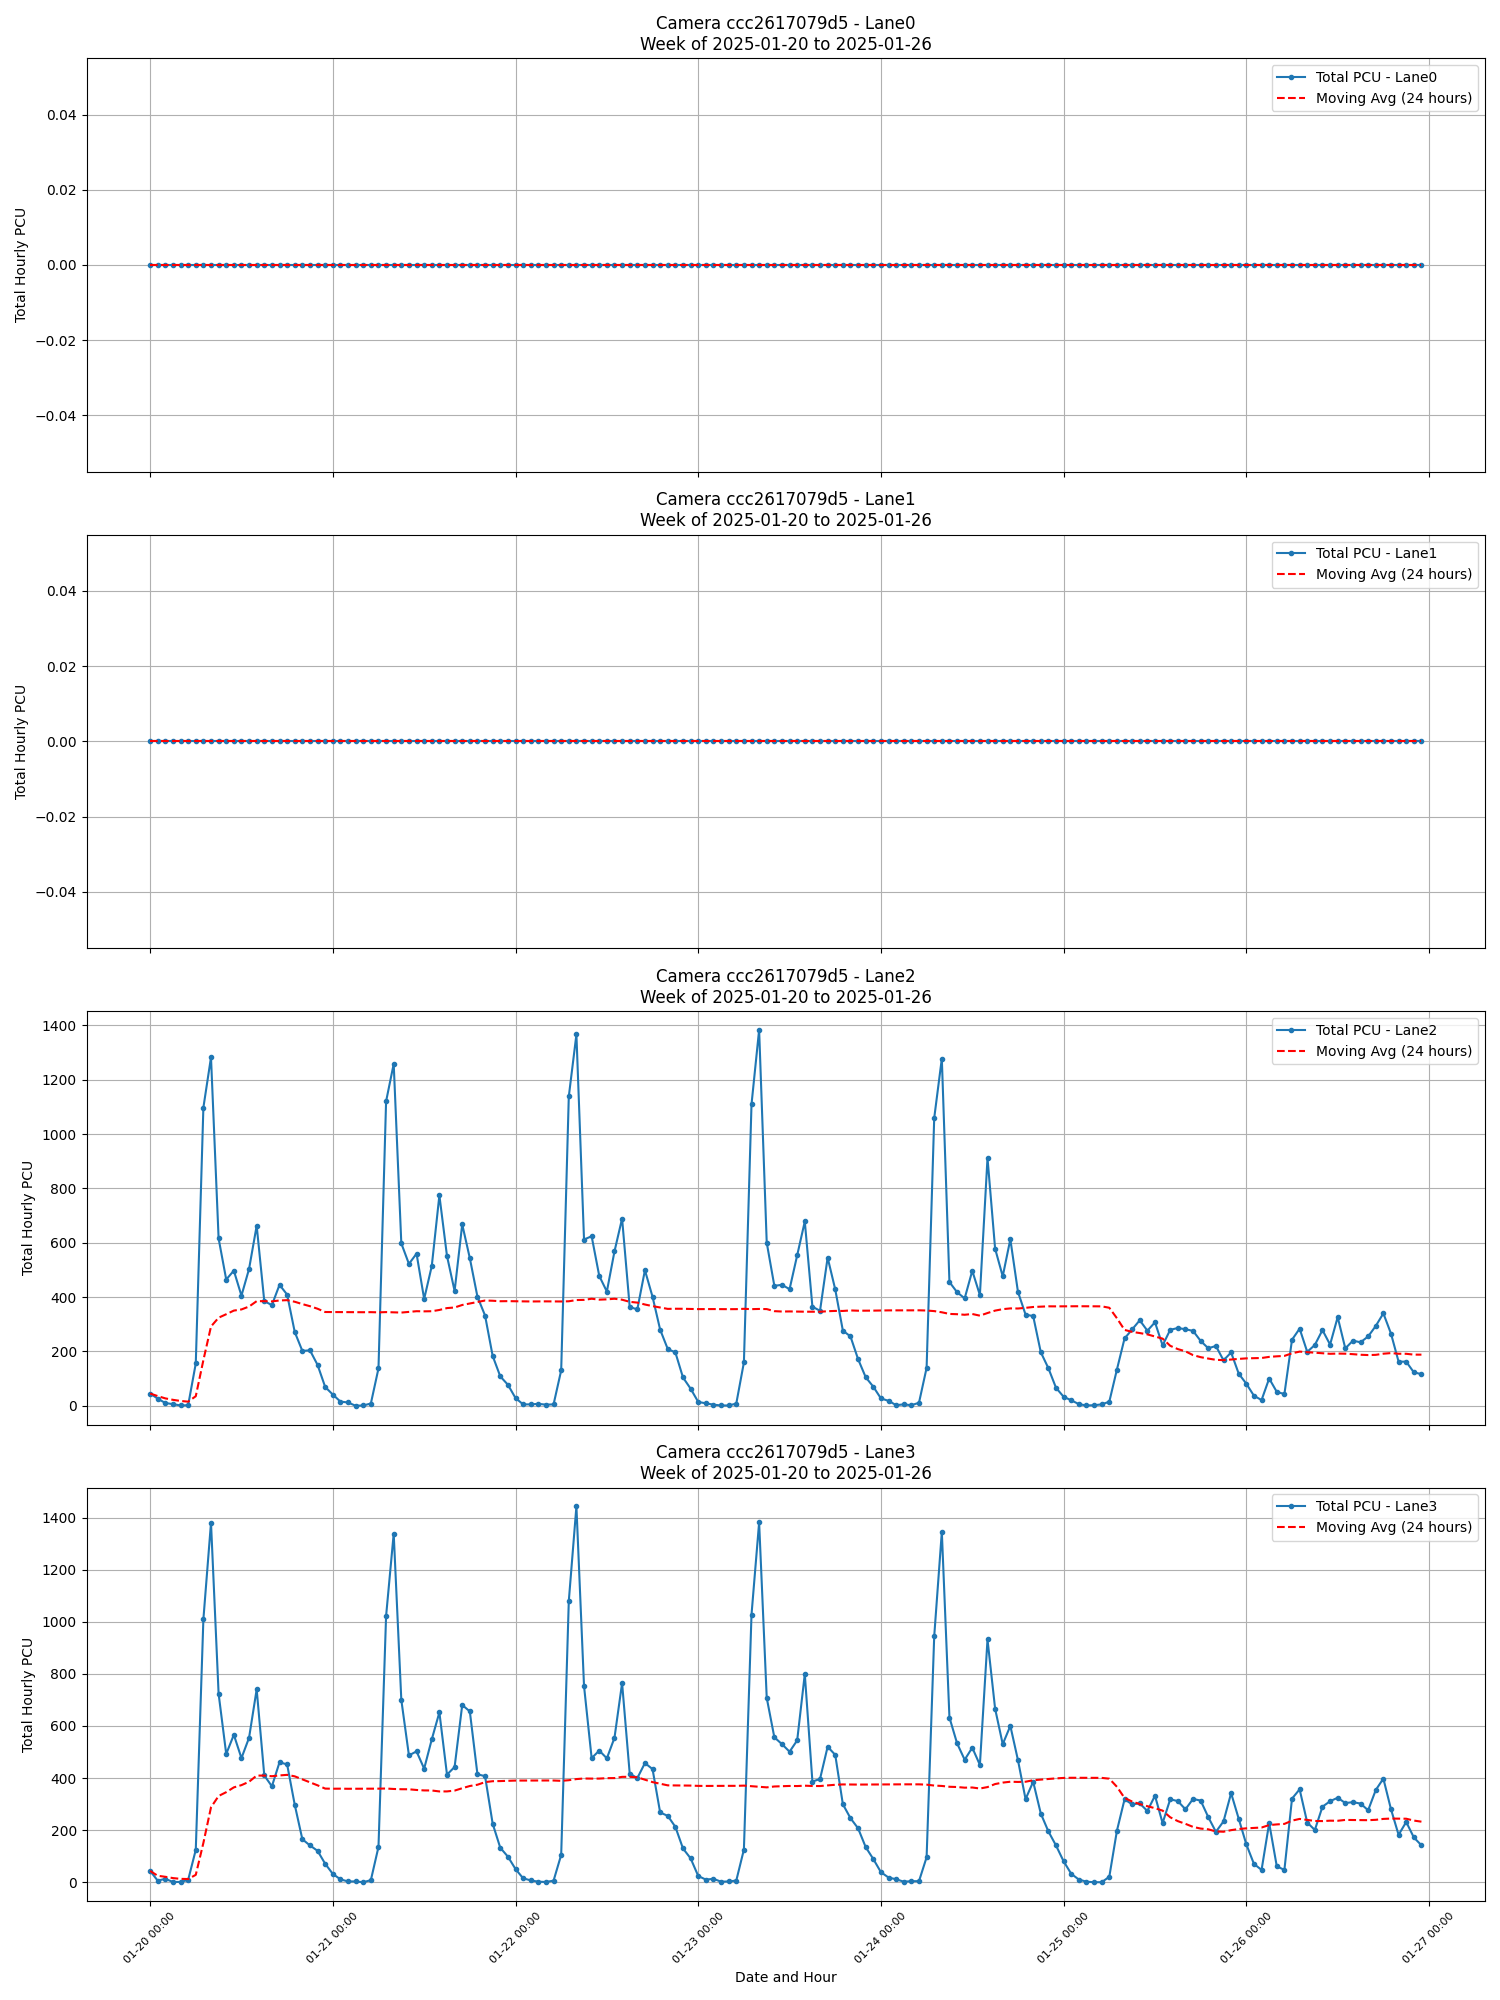 Camera ccc2617079d5 - Lane0
Week of 2025-01-20 to 2025-01-26
Total PCU - Lane0
Moving Avg (24 hours)
Total Hourly PCU
0.04
0.02
0.00
−0.02
−0.04
Camera ccc2617079d5 - Lane1
Week of 2025-01-20 to 2025-01-26
Total PCU - Lane1
Moving Avg (24 hours)
Total Hourly PCU
0.04
0.02
0.00
−0.02
−0.04
Camera ccc2617079d5 - Lane2
Week of 2025-01-20 to 2025-01-26
Total PCU - Lane2
Moving Avg (24 hours)
Total Hourly PCU
1400
1200
1000
800
600
400
200
0
Camera ccc2617079d5 - Lane3
Week of 2025-01-20 to 2025-01-26
Total PCU - Lane3
Moving Avg (24 hours)
Total Hourly PCU
1400
1200
1000
800
600
400
200
0
01-20 00:00
01-21 00:00
01-22 00:00
01-23 00:00
01-24 00:00
01-25 00:00
01-26 00:00
01-27 00:00
Date and Hour